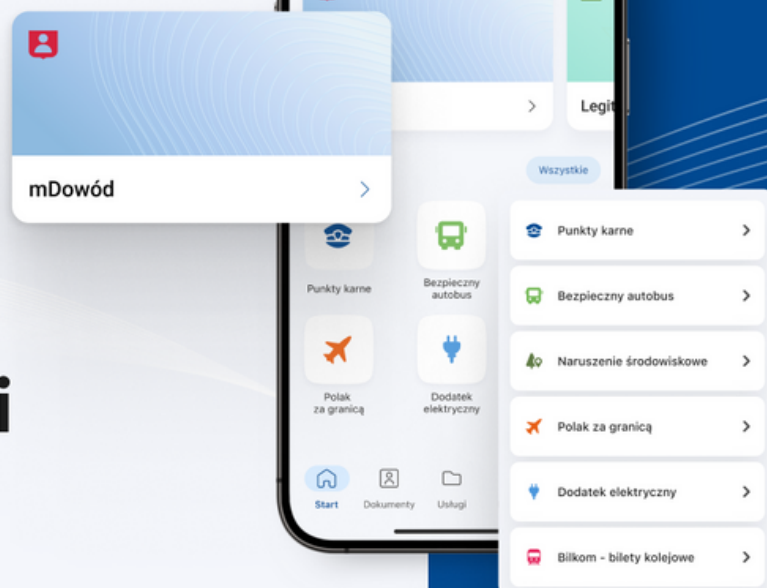 mDowód
Legit
Wszystkie
Punkty karne
Bezpieczny
autobus
Polak
za granicą
Dodatek
elektryczny
Start
Dokumenty
Usługi
Punkty karne
Bezpieczny autobus
Naruszenie środowiskowe
Polak za granicą
Dodatek elektryczny
Bilkom - bilety kolejowe
i